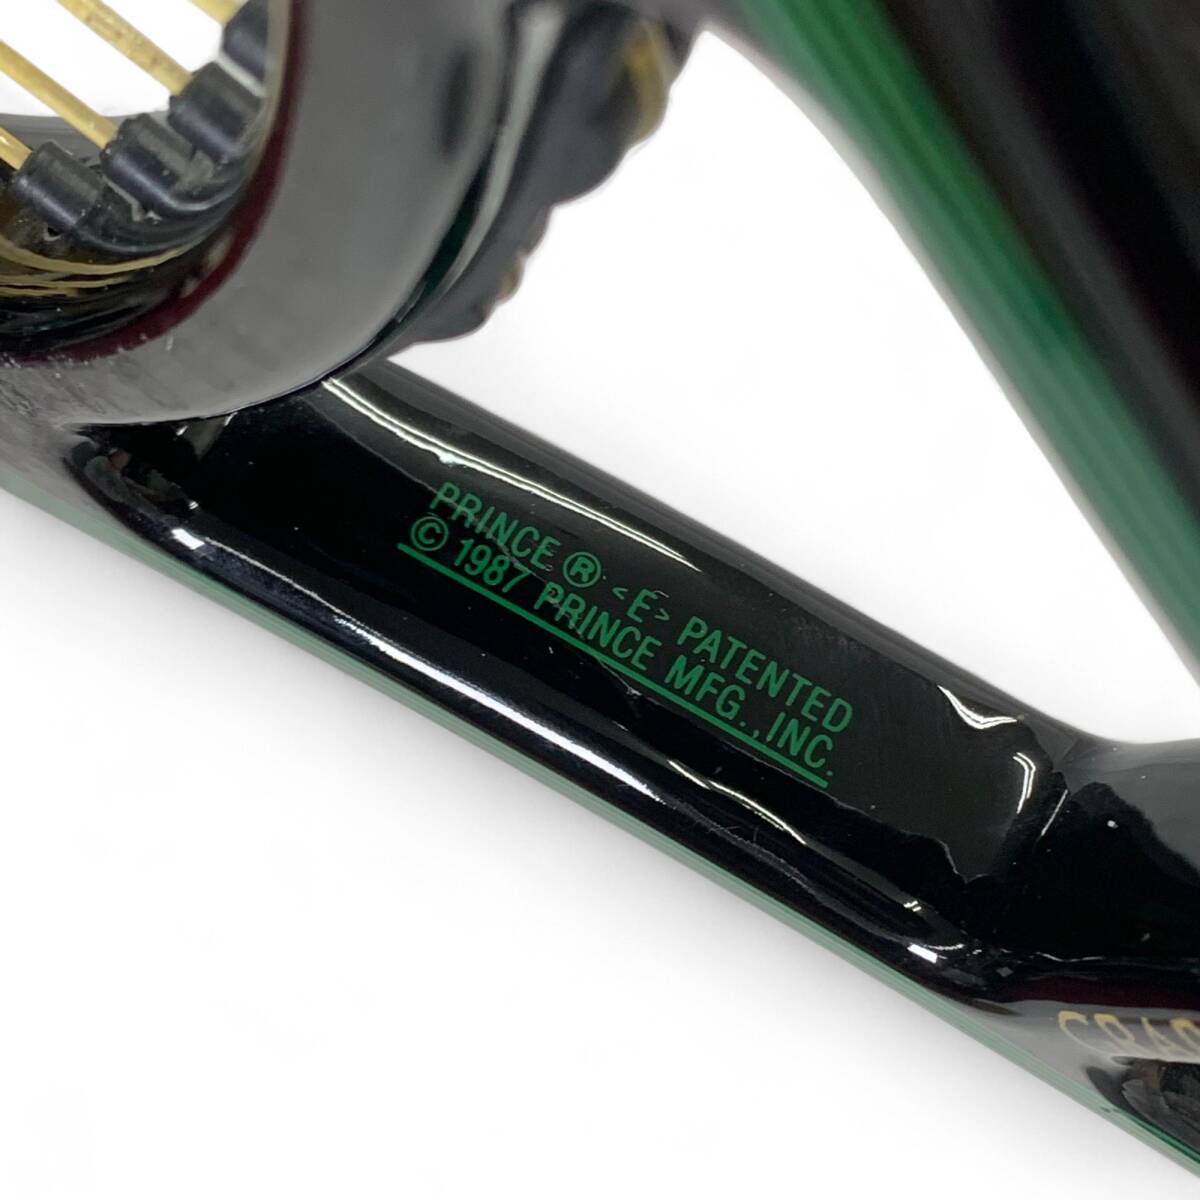 PRINCE ® <E> PATENTED
© 1987 PRINCE MFG., INC.